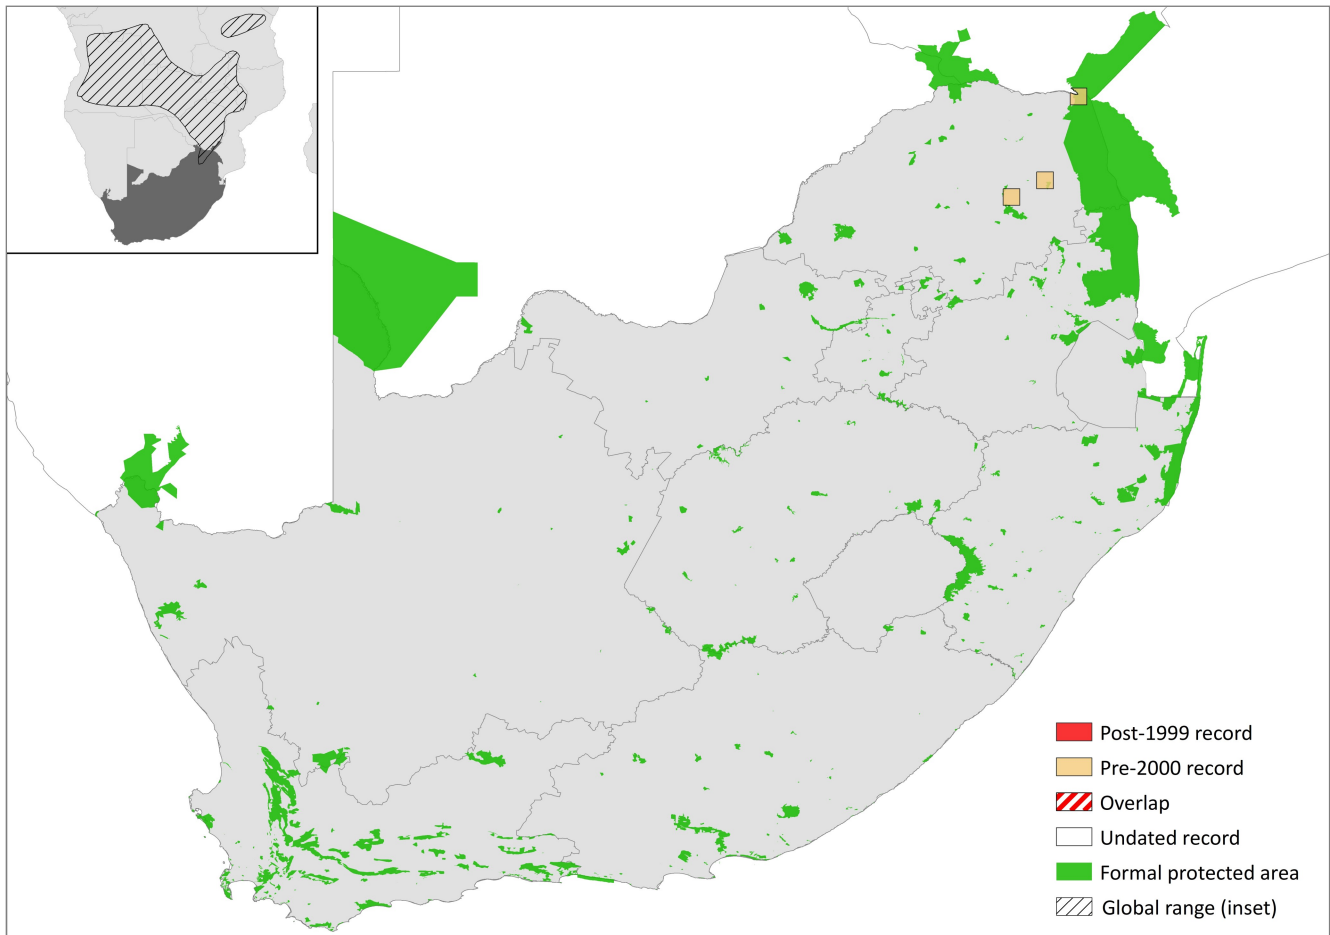 Post-1999 record
Pre-2000 record
Overlap
Undated record
Formal protected area
Global range (inset)